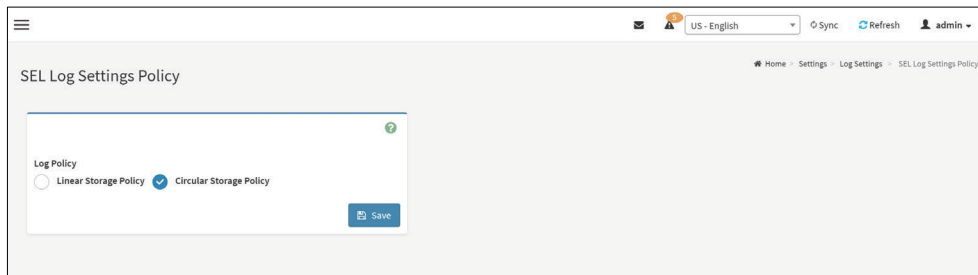 5
US - English
Sync
Refresh
admin
Home > Settings > Log Settings > SEL Log Settings Policy
SEL Log Settings Policy
Log Policy
Linear Storage Policy Circular Storage Policy
Save